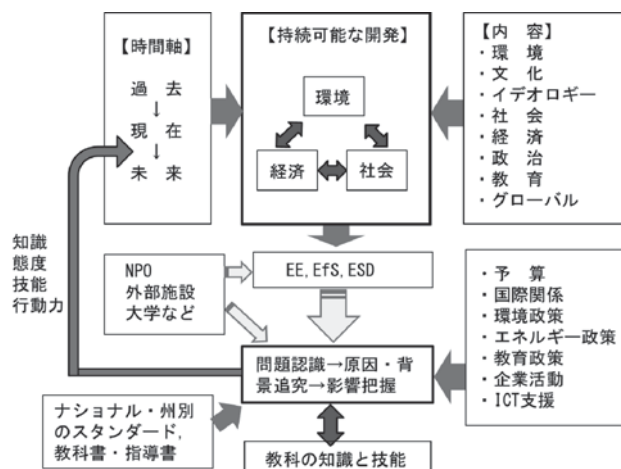 【時間軸】
過　去
↓
現　在
↓
未　来
【持続可能な開発】
環境
経済
社会
【内　容】
・環　境
・文　化
・イデオロギー
・社　会
・経　済
・政　治
・教　育
・グローバル
知識
態度
技能
行動力
NPO
外部施設
大学など
EE, EfS, ESD
・予　算
・国際関係
・環境政策
・エネルギー政策
・教育政策
・企業活動
・ICT支援
問題認識→原因・背
景追究→影響把握
ナショナル・州別
のスタンダード,
教科書・指導書
教科の知識と技能